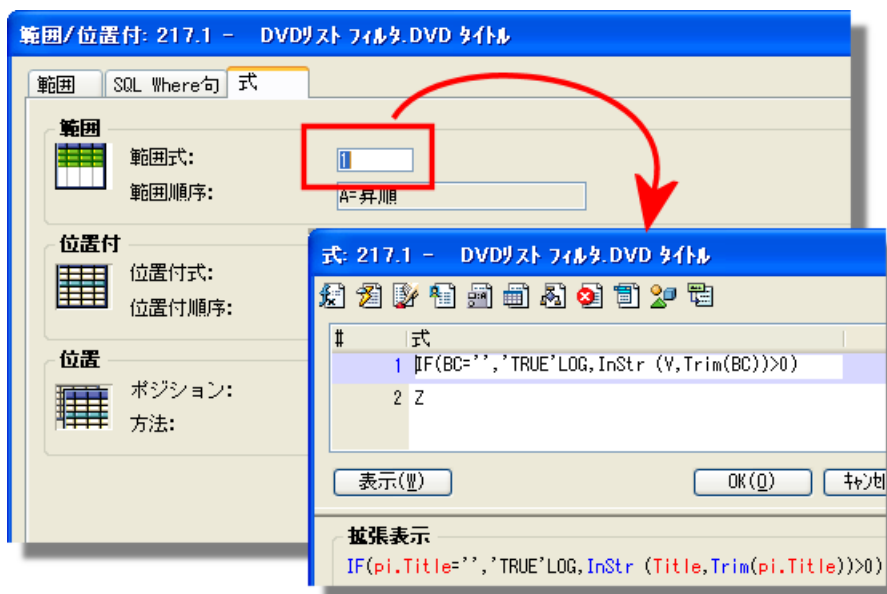 範囲/位置付: 217.1 - DVDリスト フィルタ.DVD タイトル
範囲
SQL Where句
式
範囲
範囲式:
1
範囲順序:
A=昇順
位置付
位置付式:
位置付順序:
位置
ポジション:
方法:
式: 217.1 - DVDリスト フィルタ.DVD タイトル
# 式
1 IF(BC='','TRUE'LOG,InStr (V,Trim(BC))>0)
2 Z
表示(W)
OK(O)
キャンセル
拡張表示
IF(pi.Title='','TRUE'LOG,InStr (Title,Trim(pi.Title))>0)